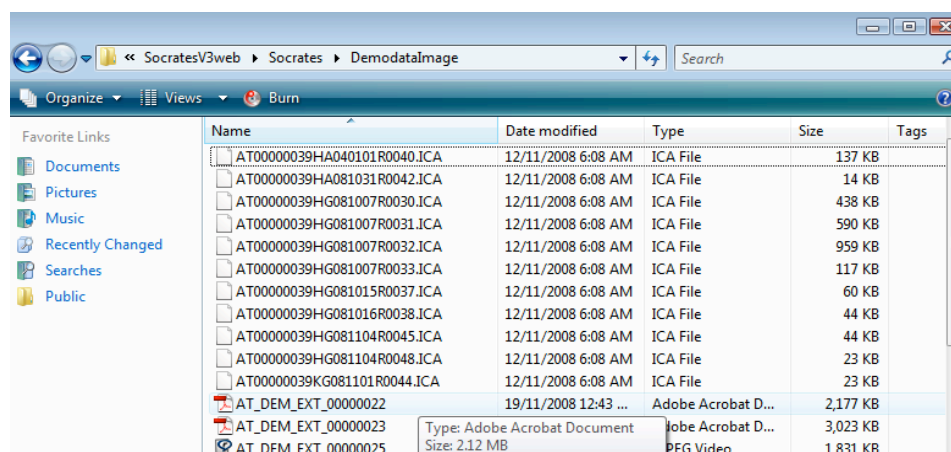 « SocratesV3web ▸ Socrates ▸ DemodataImage Search
Organize Views Burn
Favorite Links
Documents
Pictures
Music
Recently Changed
Searches
Public
Name Date modified Type Size Tags
AT00000039HA040101R0040.ICA 12/11/2008 6:08 AM ICA File 137 KB
AT00000039HA081031R0042.ICA 12/11/2008 6:08 AM ICA File 14 KB
AT00000039HG081007R0030.ICA 12/11/2008 6:08 AM ICA File 438 KB
AT00000039HG081007R0031.ICA 12/11/2008 6:08 AM ICA File 590 KB
AT00000039HG081007R0032.ICA 12/11/2008 6:08 AM ICA File 959 KB
AT00000039HG081007R0033.ICA 12/11/2008 6:08 AM ICA File 117 KB
AT00000039HG081015R0037.ICA 12/11/2008 6:08 AM ICA File 60 KB
AT00000039HG081016R0038.ICA 12/11/2008 6:08 AM ICA File 44 KB
AT00000039HG081104R0045.ICA 12/11/2008 6:08 AM ICA File 44 KB
AT00000039HG081104R0048.ICA 12/11/2008 6:08 AM ICA File 23 KB
AT00000039KG081101R0044.ICA 12/11/2008 6:08 AM ICA File 23 KB
AT_DEM_EXT_00000022 19/11/2008 12:43 ... Adobe Acrobat D... 2,177 KB
AT_DEM_EXT_00000023 dobe Acrobat D... 3,023 KB
Type: Adobe Acrobat Document
Size: 2.12 MB
AT_DEM_EXT_00000025 PEG Video 1,831 KB